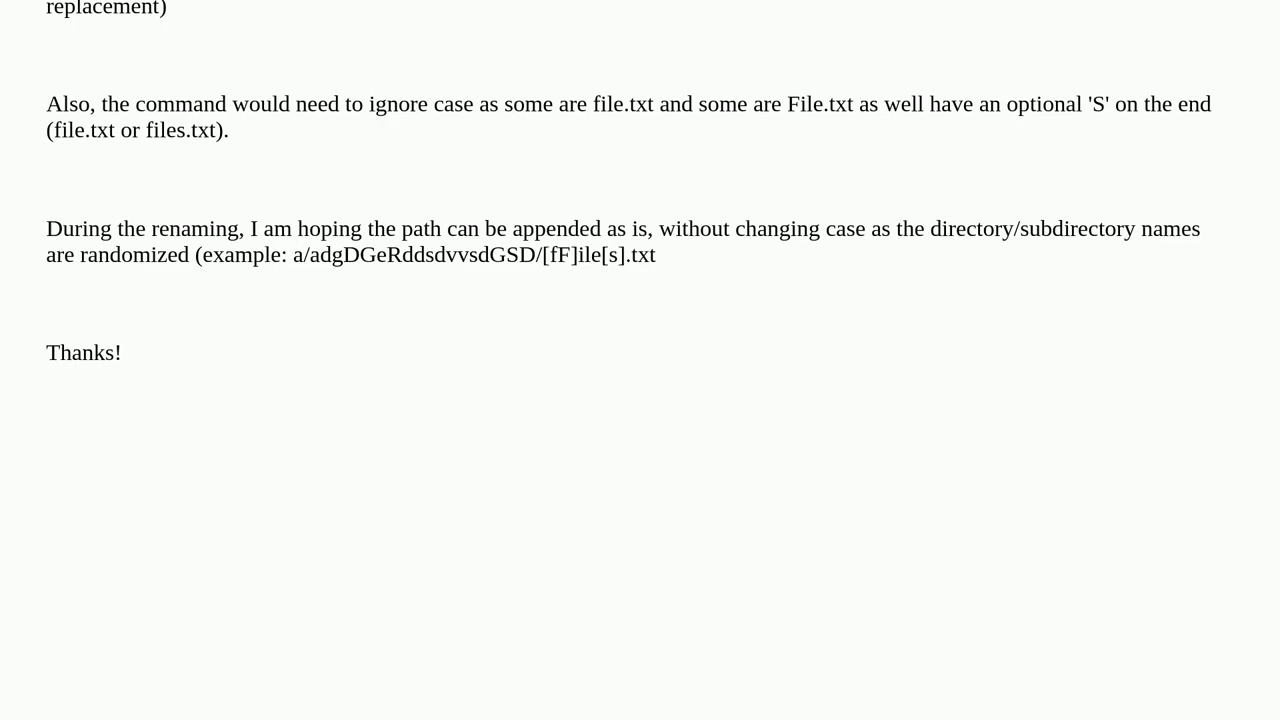 replacement)
Also, the command would need to ignore case as some are file.txt and some are File.txt as well have an optional 'S' on the end
(file.txt or files.txt).
During the renaming, I am hoping the path can be appended as is, without changing case as the directory/subdirectory names
are randomized (example: a/adgDGeRddsdvvsdGSD/[fF]ile[s].txt
Thanks!